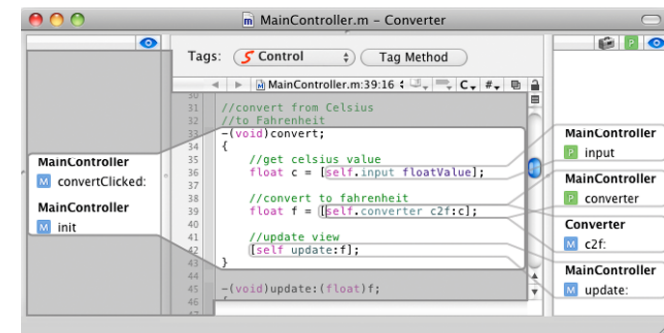 MainController.m – Converter
Tags: Control Tag Method
MainController.m:39:16 C #
30
31 //convert from Celsius
32 //to Fahrenheit
33 -(void)convert;
34 {
35 //get celsius value
36 float c = [self.input floatValue];
37
38 //convert to fahrenheit
39 float f = [self.converter c2f:c];
40
41 //update view
42 [self update:f];
43 }
44
45 -(void)update:(float)f;
46 {
47
MainController
M convertClicked:
MainController
M init
P
MainController
P input
MainController
P converter
Converter
M c2f:
MainController
M update: